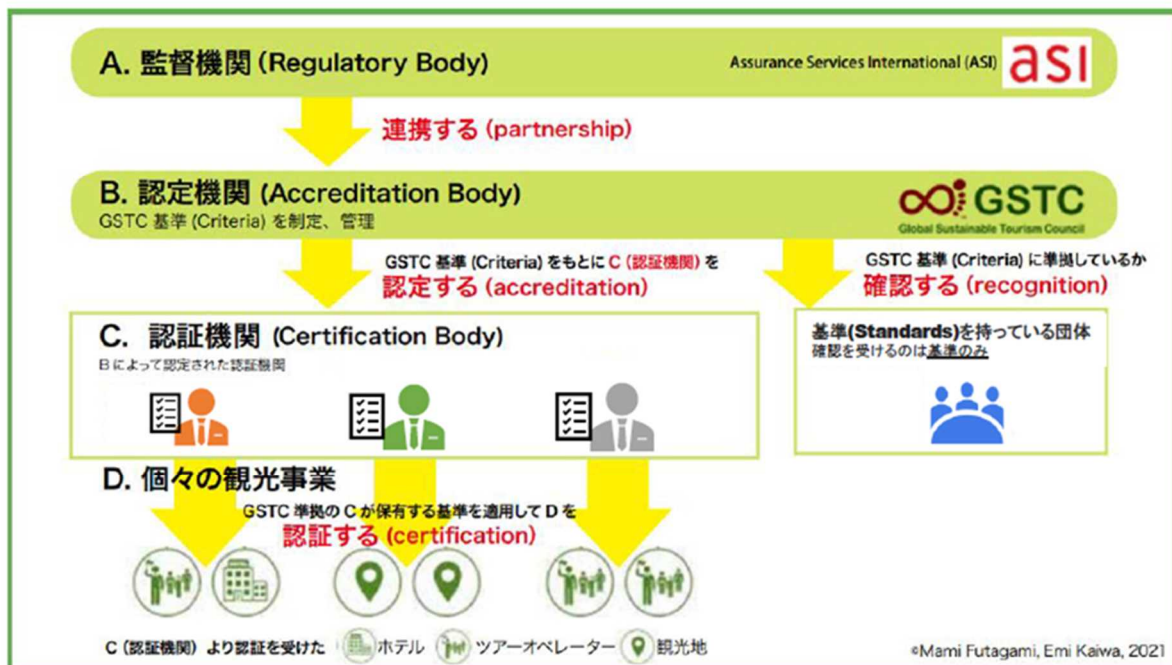 A. 監督機関 (Regulatory Body)
Assurance Services International (ASI)
asi
連携する (partnership)
B. 認定機関 (Accreditation Body)
GSTC 基準 (Criteria) を制定、管理
GSTC
Global Sustainable Tourism Council
GSTC 基準 (Criteria) をもとに C (認証機関) を
認定する (accreditation)
GSTC 基準 (Criteria) に準拠しているか
確認する (recognition)
C. 認証機関 (Certification Body)
B によって認定された認証機関
基準(Standards)を持っている団体
確認を受けるのは基準のみ
D. 個々の観光事業
GSTC 準拠の C が保有する基準を適用して D を
認証する (certification)
C (認証機関) より認証を受けた ホテル ツアーオペレーター 観光地
©Mami Futagami, Emi Kaiwa, 2021